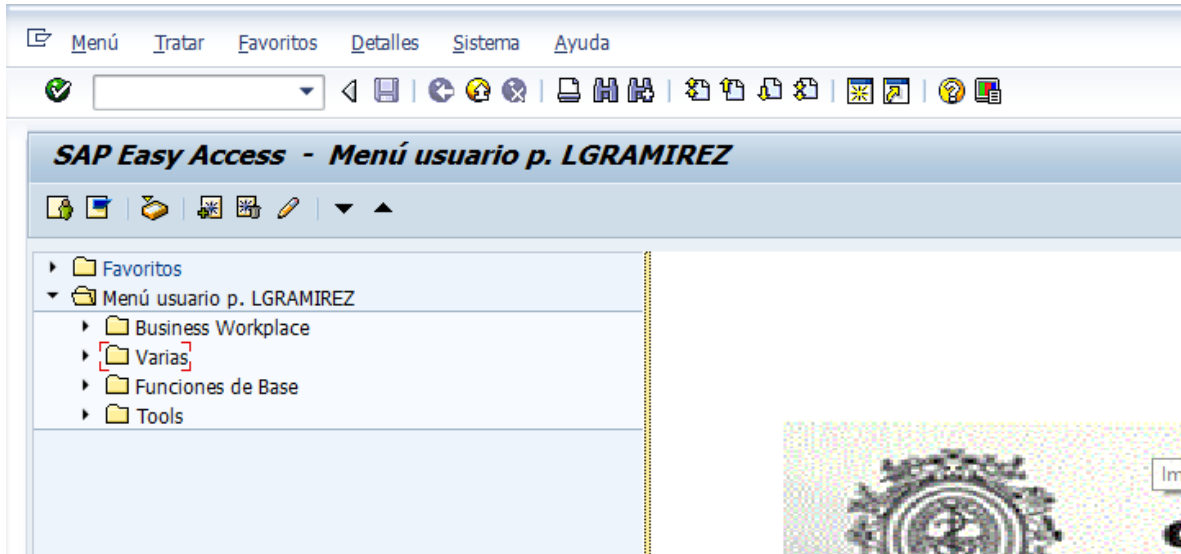 Menú Tratar Favoritos Detalles Sistema Ayuda
SAP Easy Access - Menú usuario p. LGRAMIREZ
Favoritos
Menú usuario p. LGRAMIREZ
Business Workplace
Varias
Funciones de Base
Tools